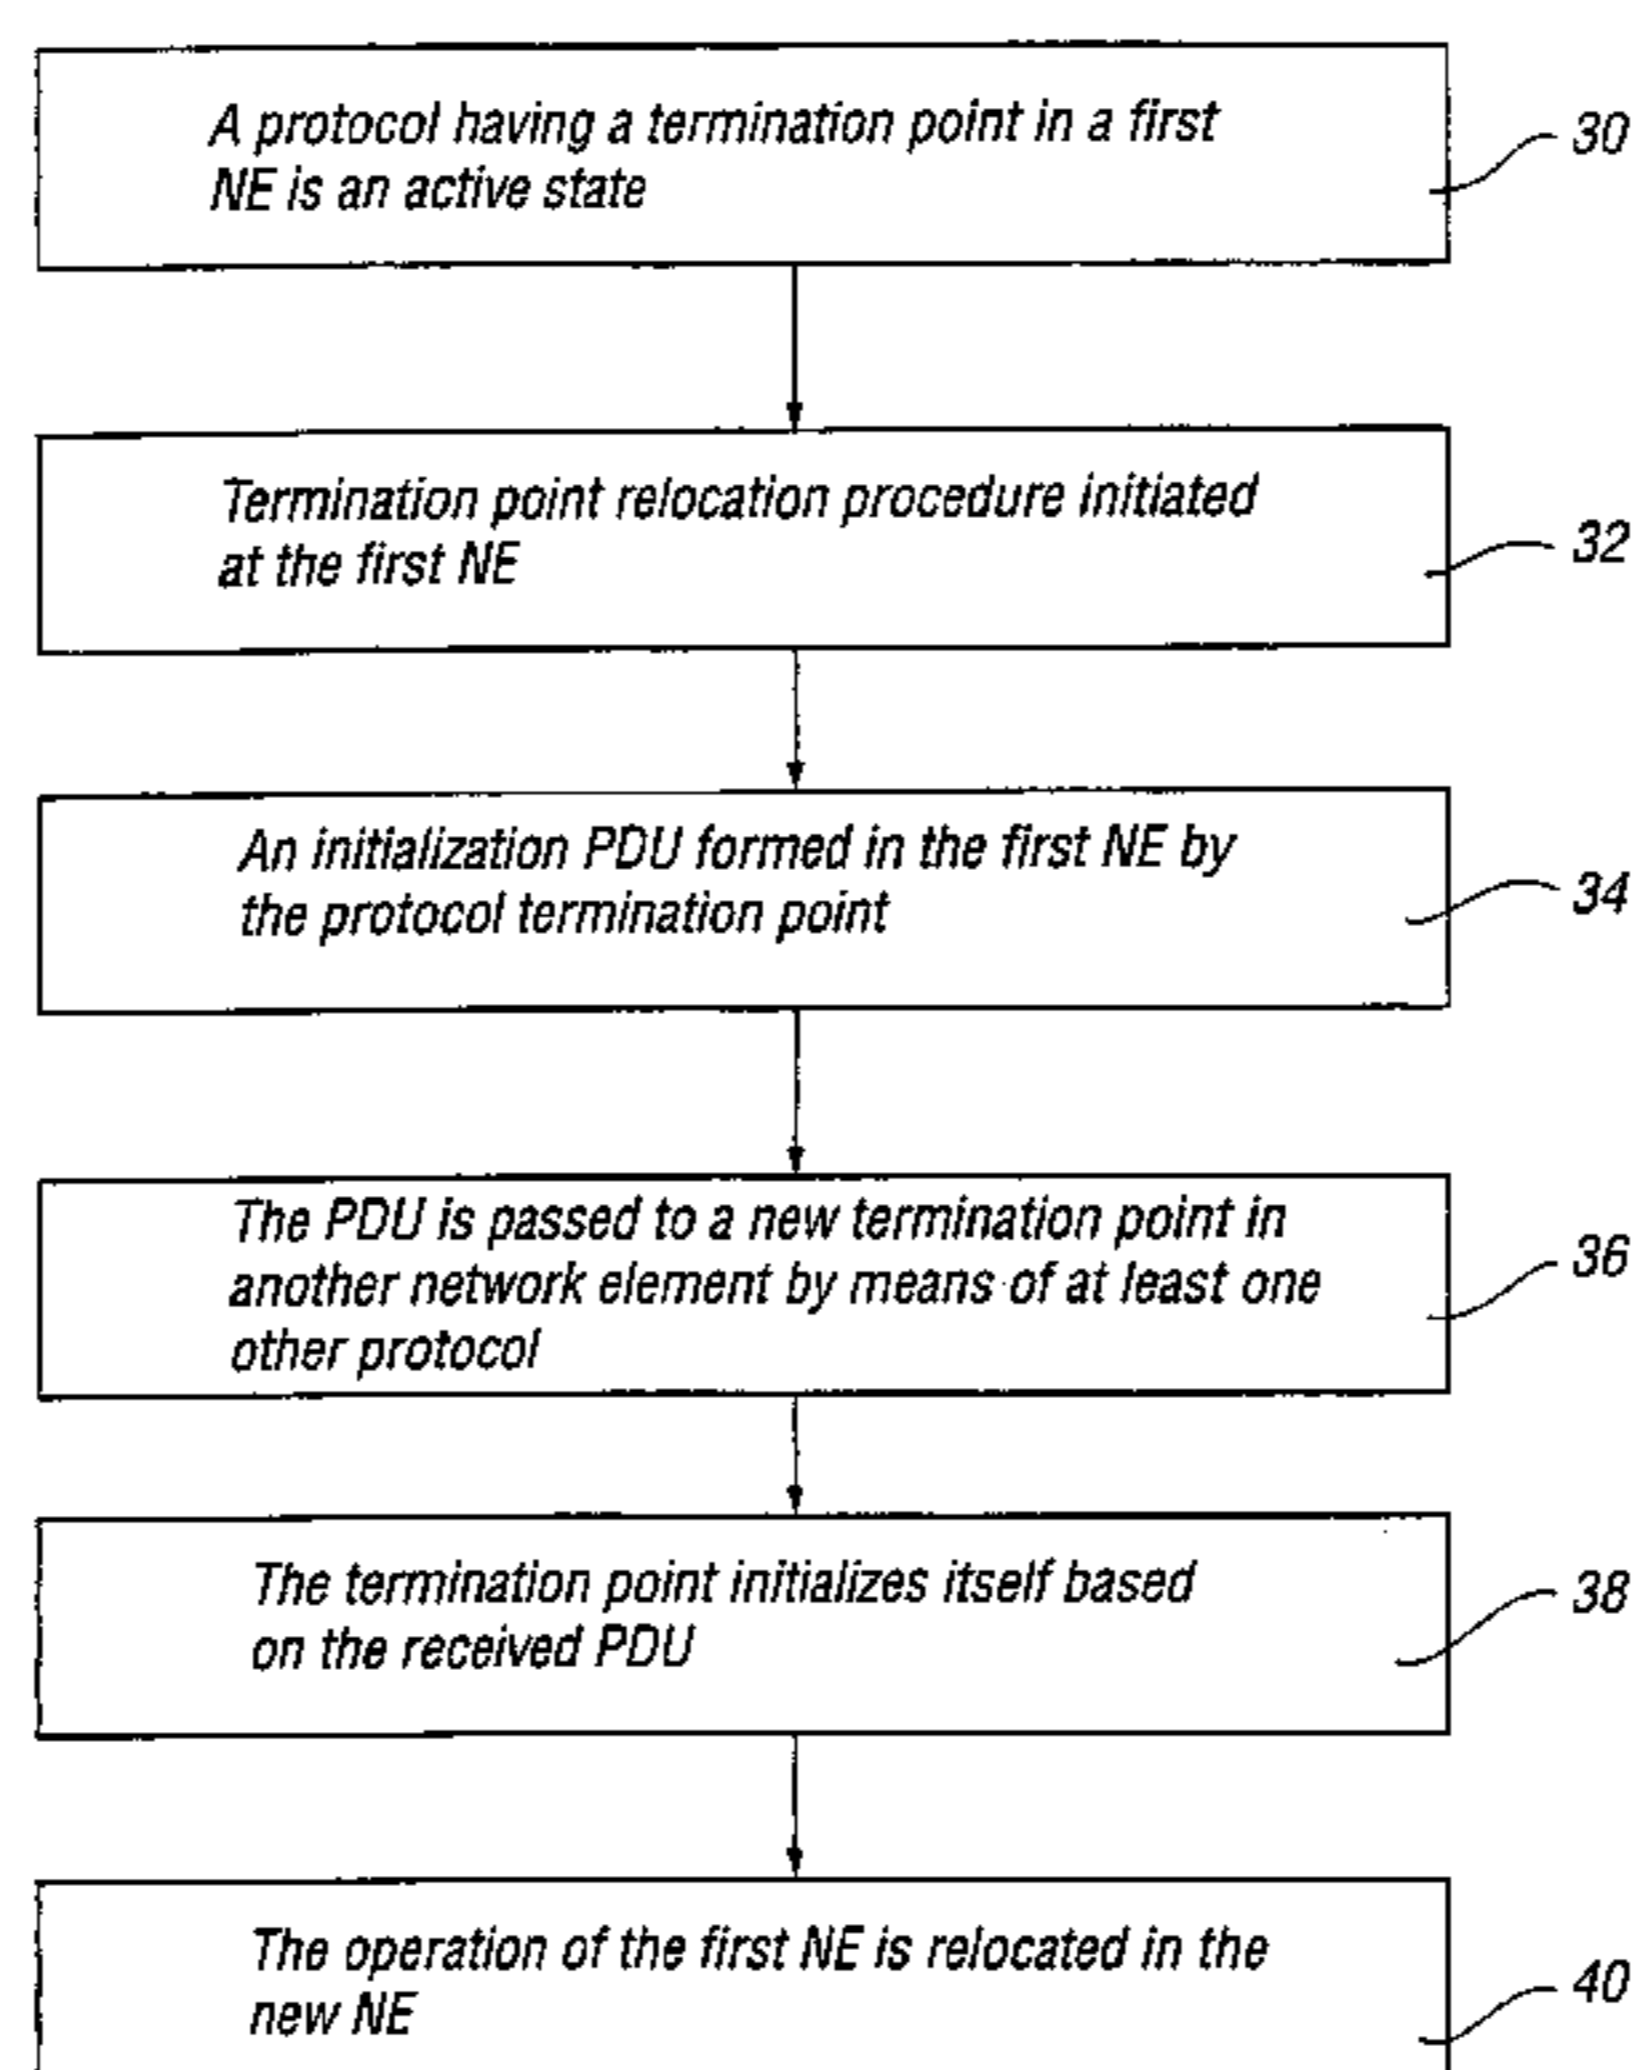 A protocol having a termination point in a first
NE is an active state
30
Termination point relocation procedure initiated
at the first NE
32
An initialization PDU formed in the first NE by
the protocol termination point
34
The PDU is passed to a new termination point in
another network element by means of at least one
other protocol
36
The termination point initializes itself based
on the received PDU
38
The operation of the first NE is relocated in the
new NE
40